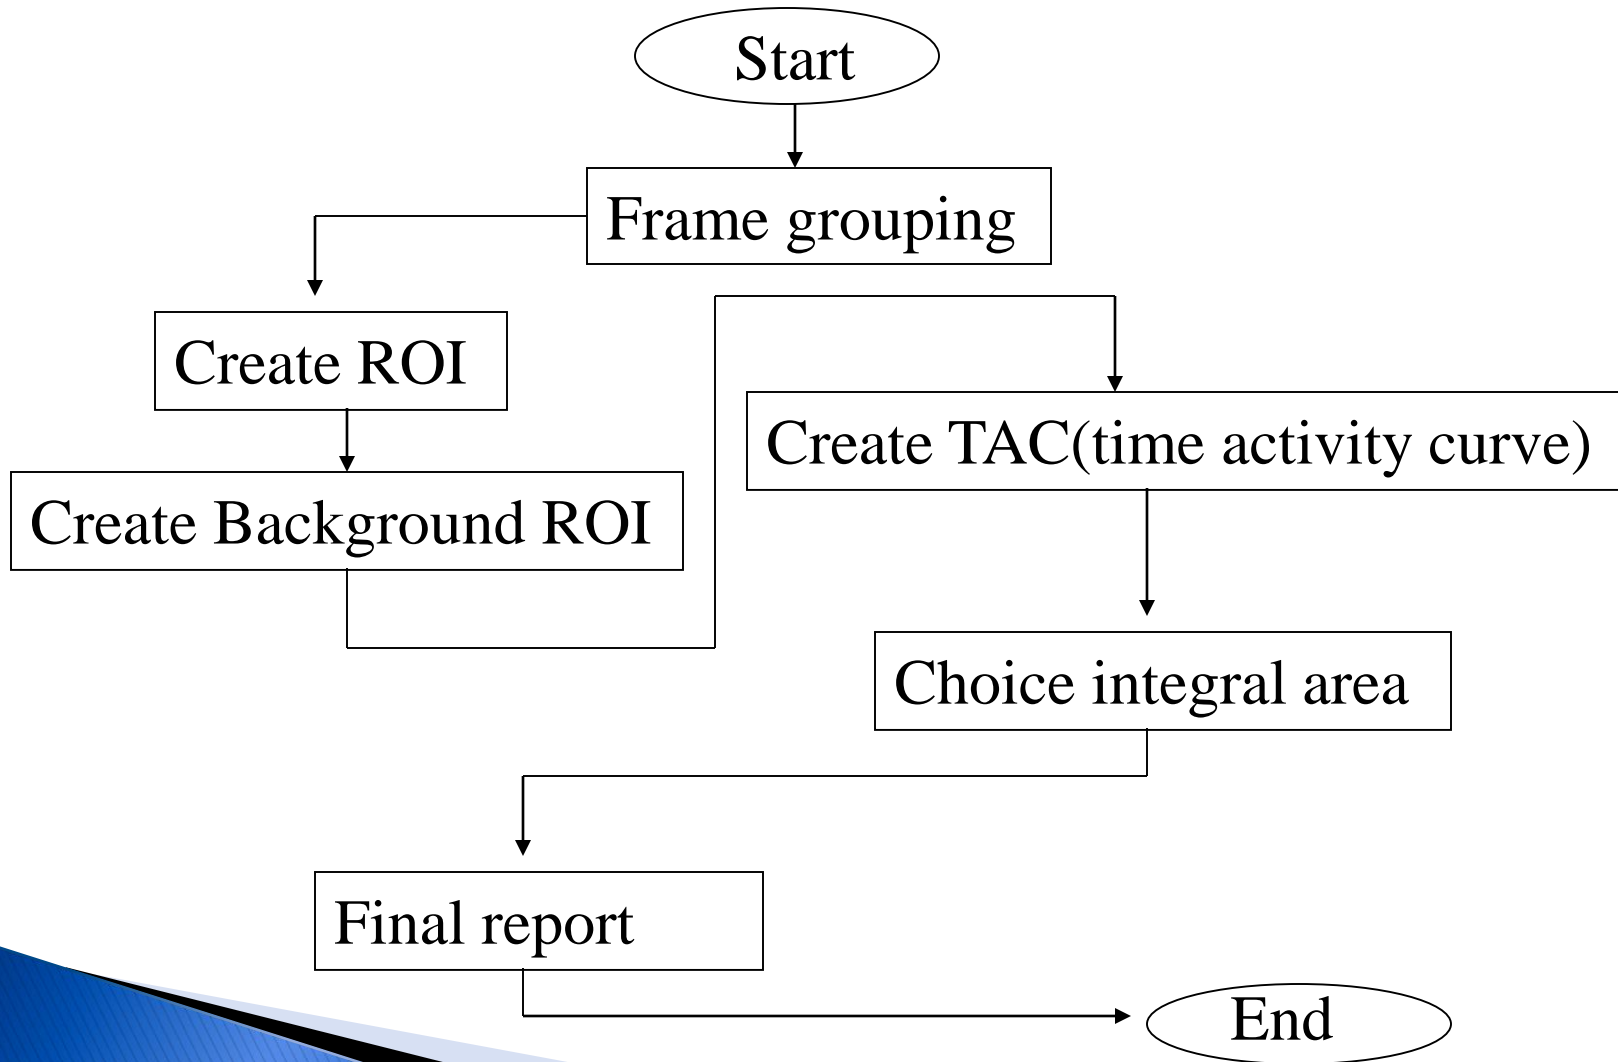 Start
Frame grouping
Create ROI
Create Background ROI
Create TAC(time activity curve)
Choice integral area
Final report
End